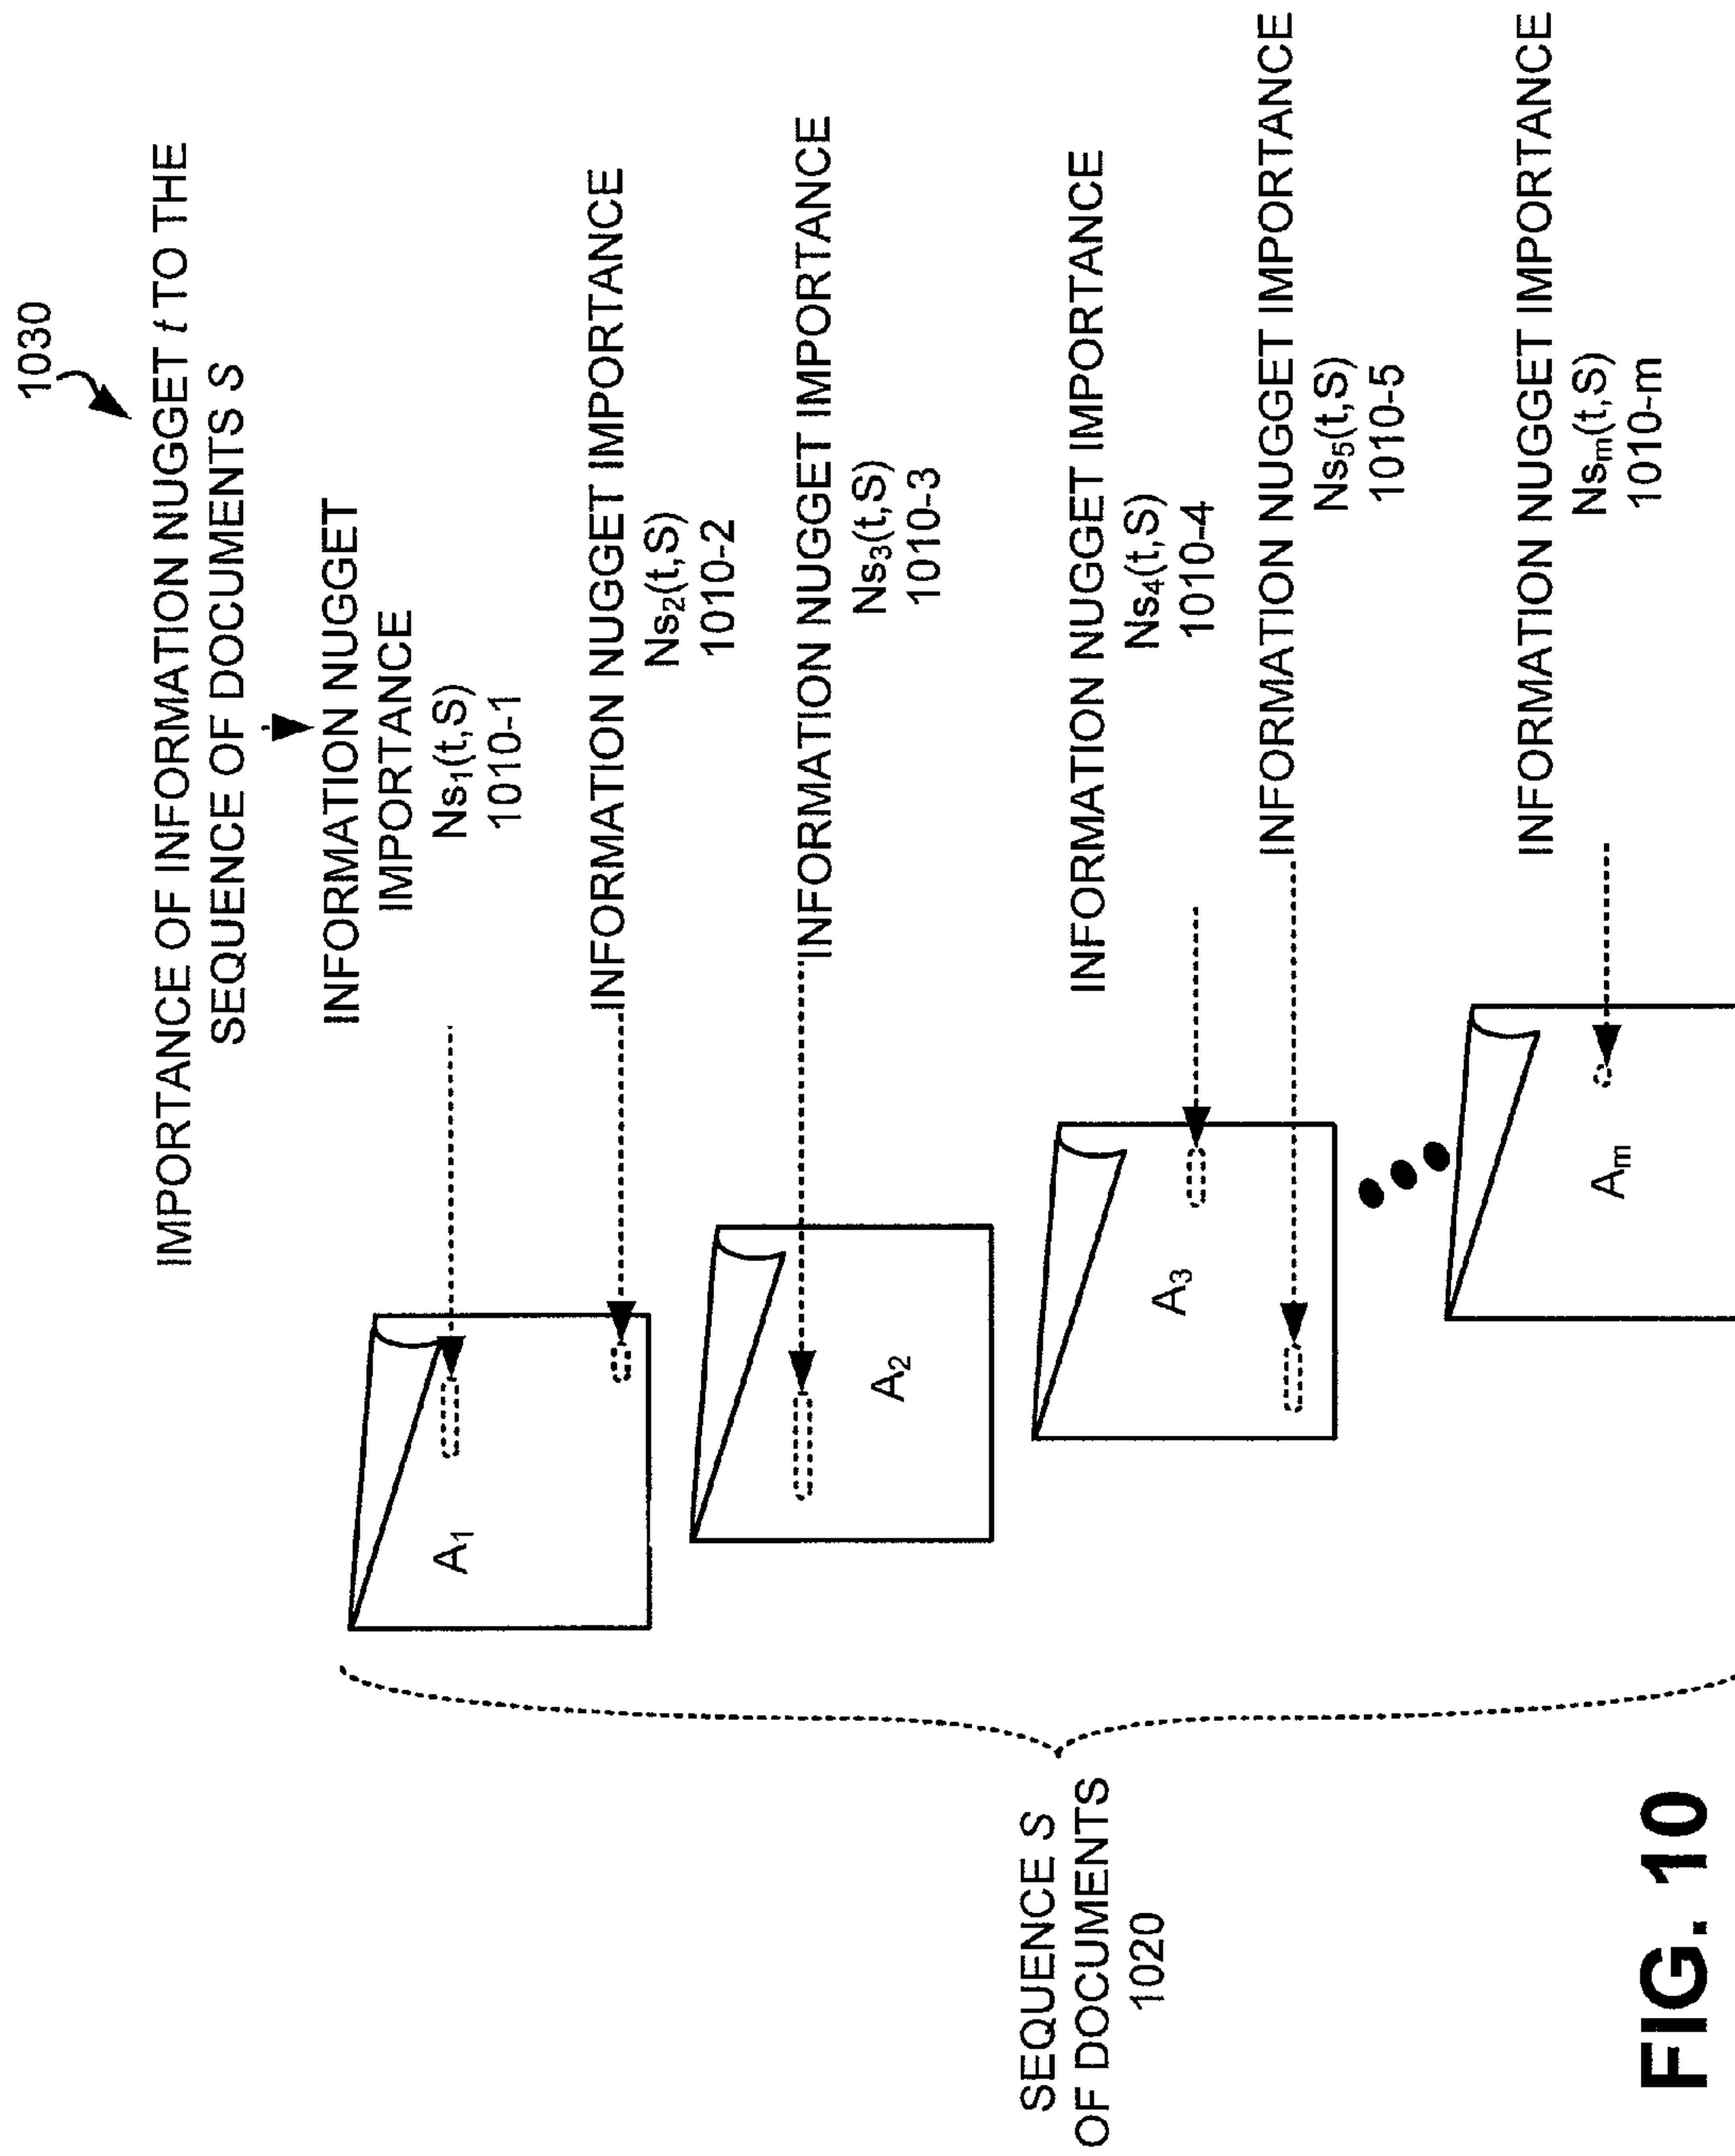 1030
IMPORTANCE OF INFORMATION NUGGET t TO THE
SEQUENCE OF DOCUMENTS S
INFORMATION NUGGET
IMPORTANCE
Ns₁(t,S)
1010-1
INFORMATION NUGGET IMPORTANCE
Ns₂(t,S)
1010-2
INFORMATION NUGGET IMPORTANCE
Ns₃(t,S)
1010-3
INFORMATION NUGGET IMPORTANCE
Ns₄(t,S)
1010-4
INFORMATION NUGGET IMPORTANCE
Ns₅(t,S)
1010-5
INFORMATION NUGGET IMPORTANCE
Nsₘ(t,S)
1010-m
A₁
A₂
A₃
Aₘ
SEQUENCE S
OF DOCUMENTS
1020
FIG. 10